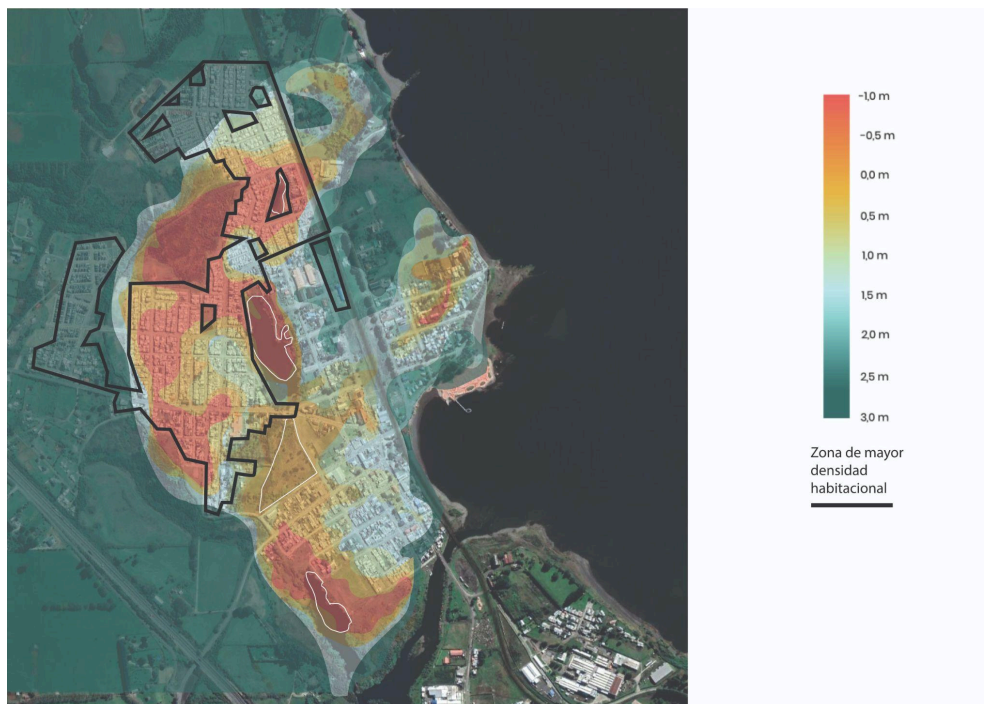 -1,0 m
-0,5 m
0,0 m
0,5 m
1,0 m
1,5 m
2,0 m
2,5 m
3,0 m
Zona de mayor
densidad
habitacional